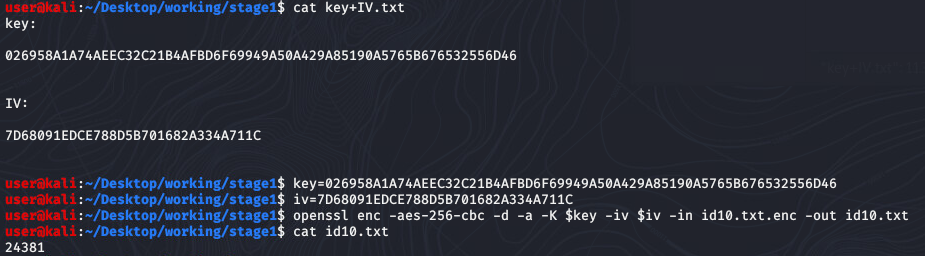 user@kali:~/Desktop/working/stage1$ cat key+IV.txt
key:
026958A1A74AEEC32C21B4AFBD6F69949A50A429A85190A5765B676532556D46
IV:
7D68091EDCE788D5B701682A334A711C
user@kali:~/Desktop/working/stage1$ key=026958A1A74AEEC32C21B4AFBD6F69949A50A429A85190A5765B676532556D46
user@kali:~/Desktop/working/stage1$ iv=7D68091EDCE788D5B701682A334A711C
user@kali:~/Desktop/working/stage1$ openssl enc -aes-256-cbc -d -a -K $key -iv $iv -in id10.txt.enc -out id10.txt
user@kali:~/Desktop/working/stage1$ cat id10.txt
24381